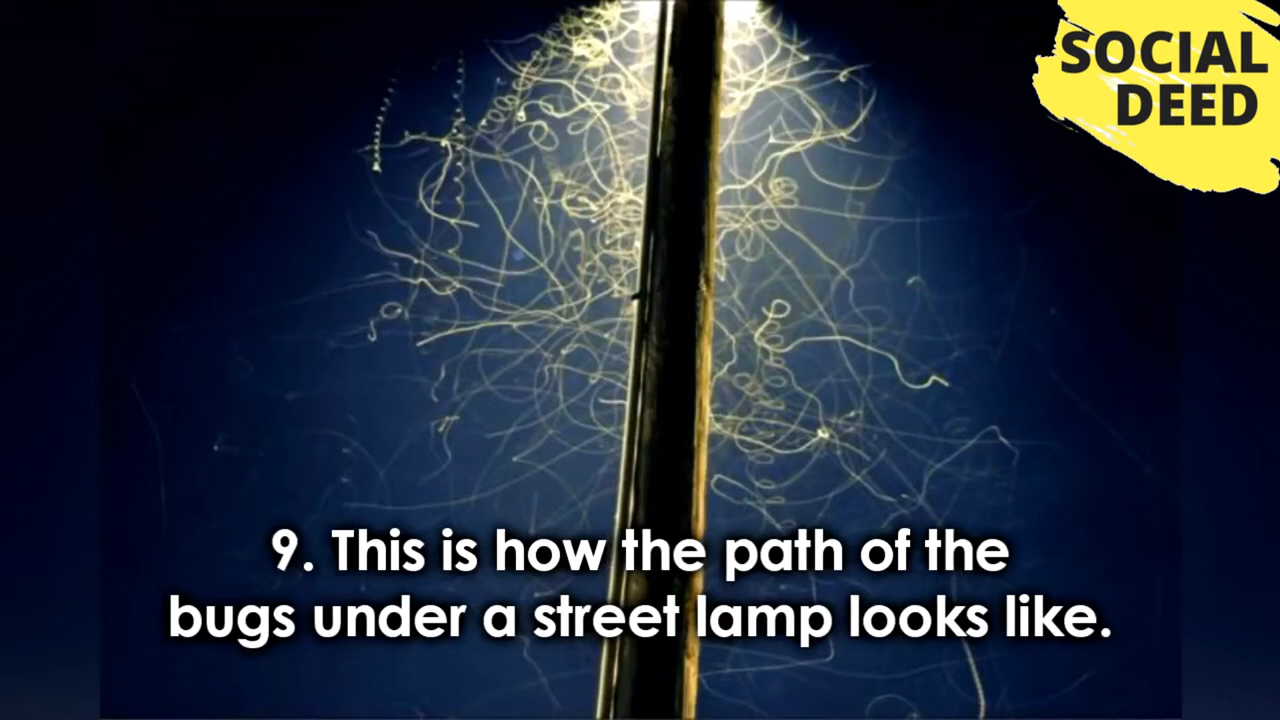 SOCIAL
DEED
9. This is how the path of the
bugs under a street lamp looks like.